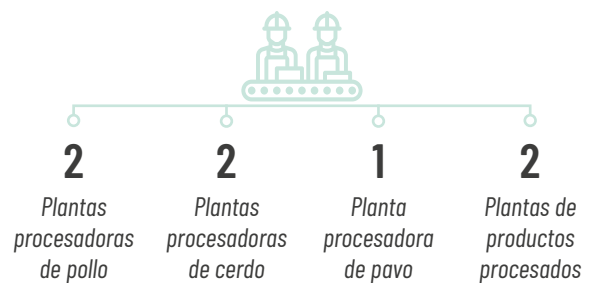 2
Plantas
procesadoras
de pollo
2
Plantas
procesadoras
de cerdo
1
Planta
procesadora
de pavo
2
Plantas de
productos
procesados